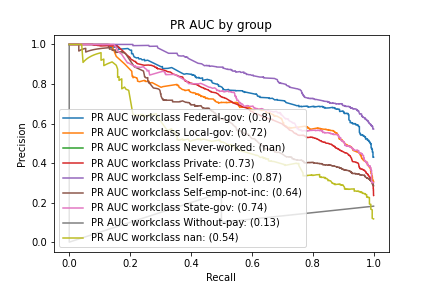 PR AUC by group
1.0
0.8
0.6
0.4
0.2
0.0
Precision
PR AUC workclass Federal-gov: (0.8)
PR AUC workclass Local-gov: (0.72)
PR AUC workclass Never-worked: (nan)
PR AUC workclass Private: (0.73)
PR AUC workclass Self-emp-inc: (0.87)
PR AUC workclass Self-emp-not-inc: (0.64)
PR AUC workclass State-gov: (0.74)
PR AUC workclass Without-pay: (0.13)
PR AUC workclass nan: (0.54)
0.0 0.2 0.4 0.6 0.8 1.0
Recall